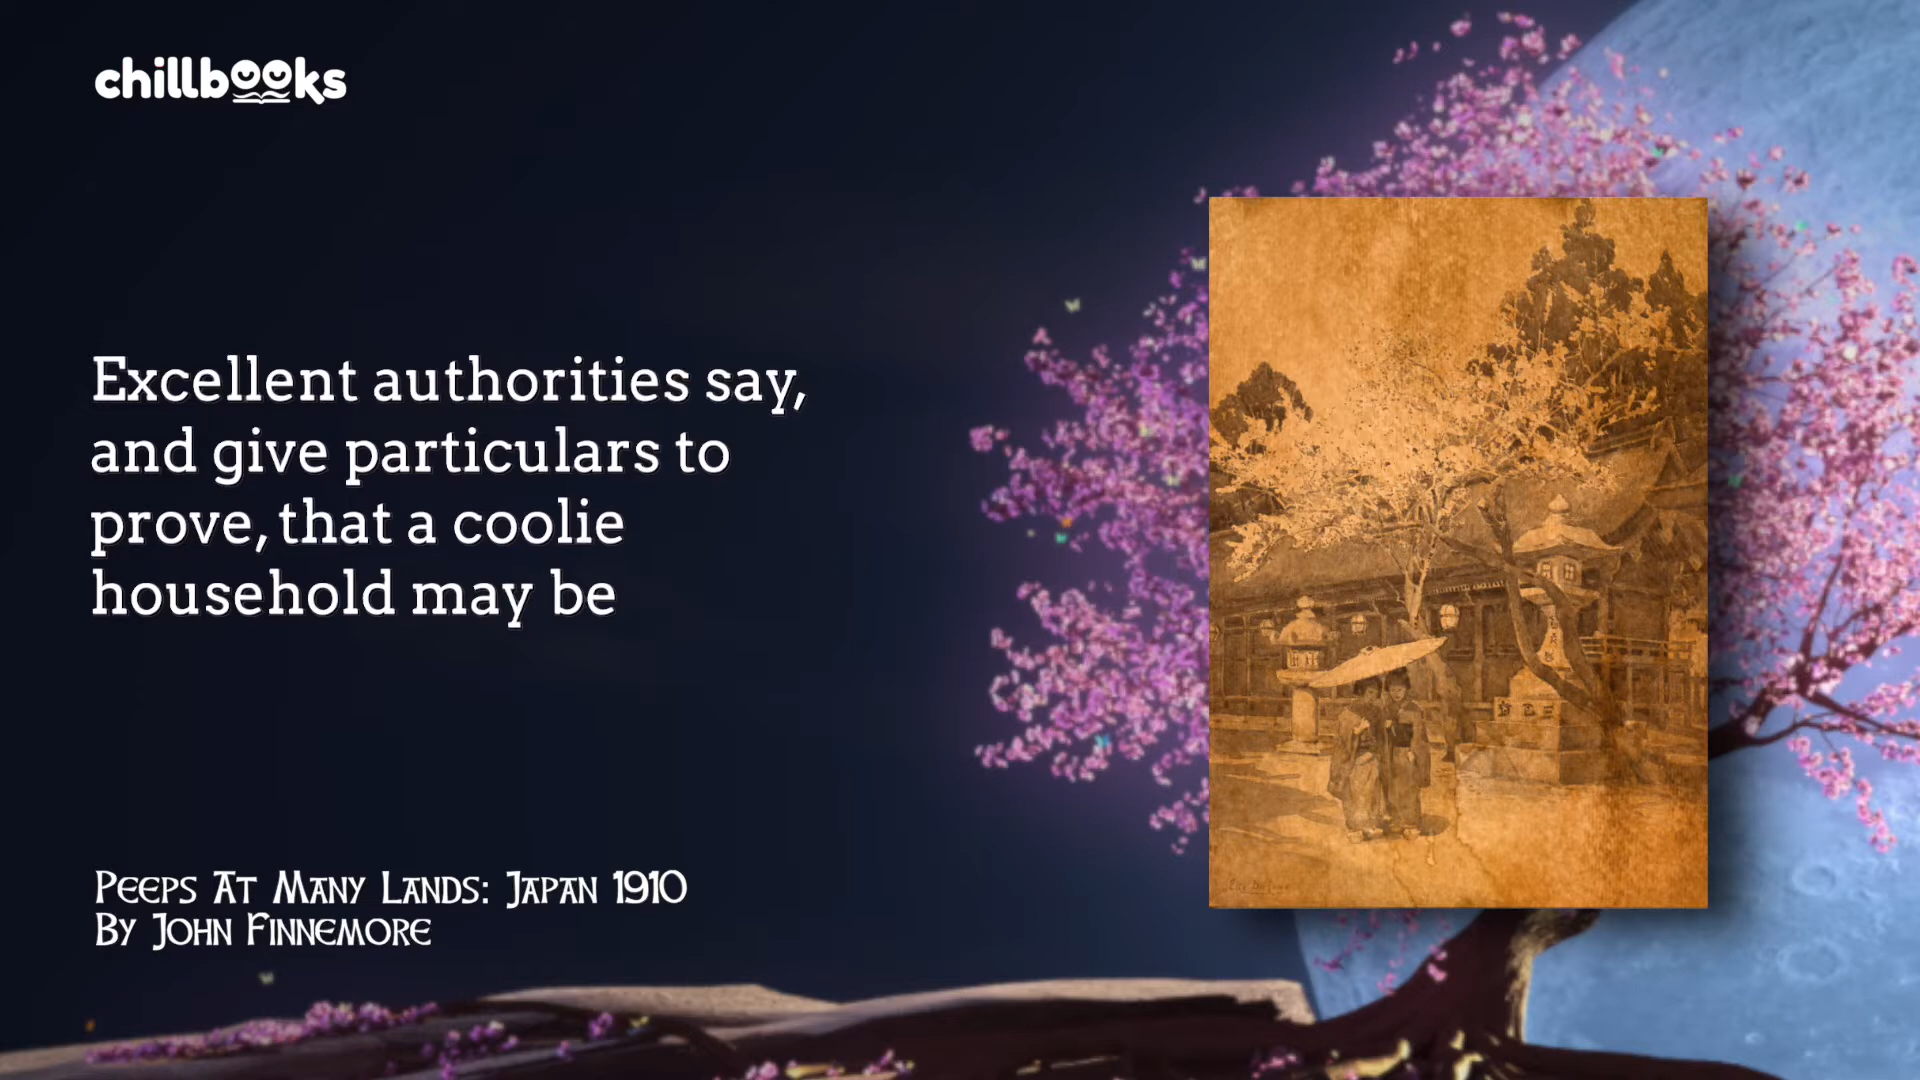 chillbooks
Excellent authorities say,
and give particulars to
prove, that a coolie
household may be
Peeps At Many Lands: Japan 1910
By John Finnemore